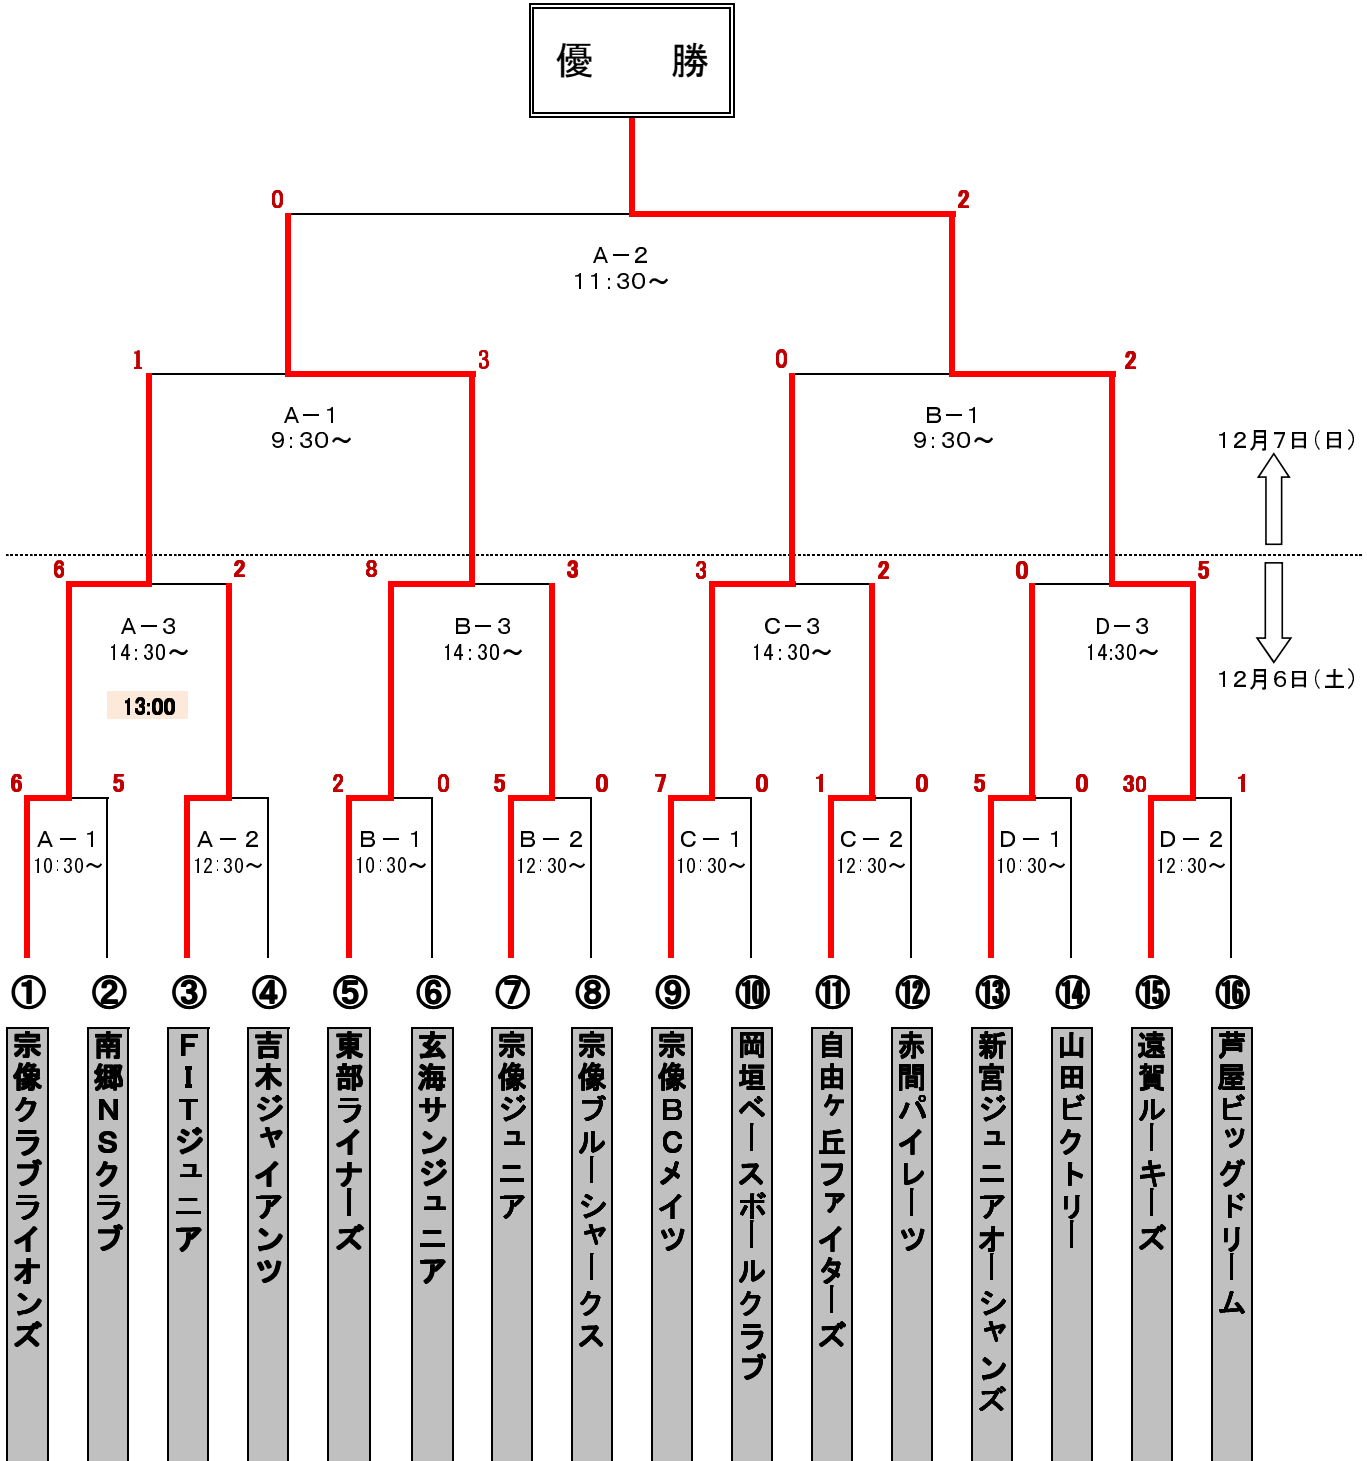 優 勝
0
2
A－2
11:30～
1
3
0
2
A－1
9:30～
B－1
9:30～
12月7日(日)
6
2
8
3
3
2
0
5
A－3
14:30～
B－3
14:30～
C－3
14:30～
D－3
14:30～
12月6日(土)
13:00
6
5
2
0
5
0
7
0
1
0
5
0
30
1
A－1
10:30～
A－2
12:30～
B－1
10:30～
B－2
12:30～
C－1
10:30～
C－2
12:30～
D－1
10:30～
D－2
12:30～
①
②
③
④
⑤
⑥
⑦
⑧
⑨
⑩
⑪
⑫
⑬
⑭
⑮
⑯
宗像クラブライオンズ
南郷NSクラブ
FITジュニア
吉木ジャイアンツ
東部ライナーズ
玄海サンジュニア
宗像ジュニア
宗像ブルーシャークス
宗像BCメイツ
岡垣ベースボールクラブ
自由ヶ丘ファイターズ
赤間パイレーツ
新宮ジュニアオーシャンズ
山田ビクトリー
遠賀ルーキーズ
芦屋ビッグドリーム